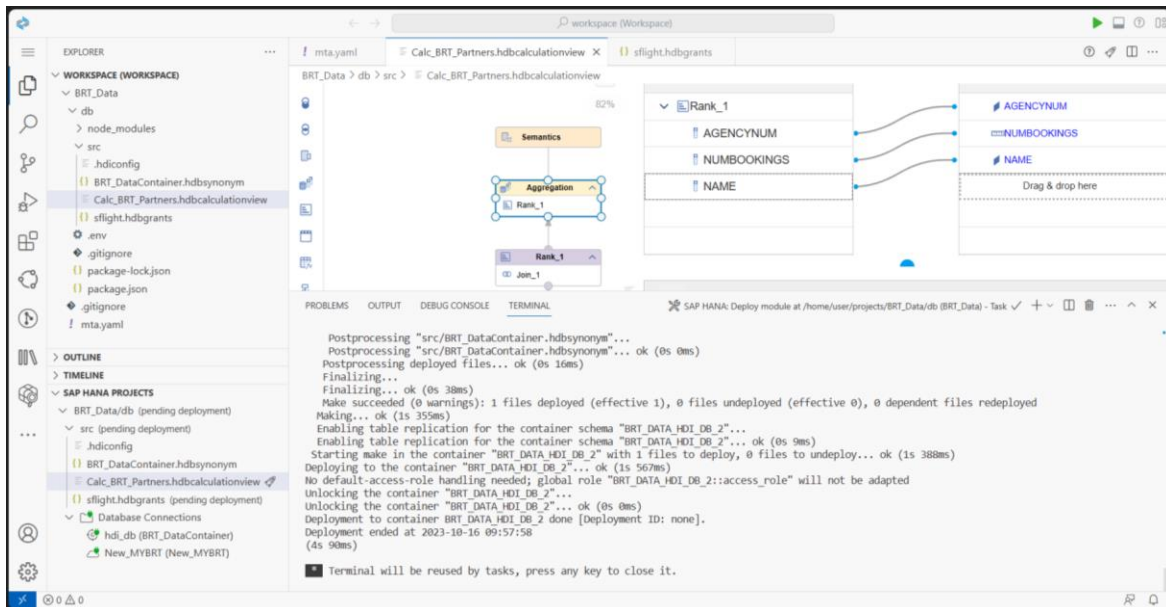 workspace (Workspace)
EXPLORER
WORKSPACE (WORKSPACE)
BRT_Data
db
node_modules
src
.hdiconfig
BRT_DataContainer.hdbsynonym
Calc_BRT_Partners.hdbcalculationview
sflight.hdbgrants
.env
.gitignore
package-lock.json
package.json
.gitignore
mta.yaml
OUTLINE
TIMELINE
SAP HANA PROJECTS
BRT_Data/db (pending deployment)
src (pending deployment)
.hdiconfig
BRT_DataContainer.hdbsynonym
Calc_BRT_Partners.hdbcalculationview
sflight.hdbgrants (pending deployment)
Database Connections
hdi_db (BRT_DataContainer)
New_MYBRT (New_MYBRT)
0 0
mta.yaml Calc_BRT_Partners.hdbcalculationview sflight.hdbgrants
BRT_Data > db > src > Calc_BRT_Partners.hdbcalculationview
82%
Semantics
Aggregation
Rank_1
Rank_1
Join_1
Rank_1 AGENCYNUM
AGENCYNUM NUMBOOKINGS
NUMBOOKINGS NAME
NAME Drag & drop here
PROBLEMS OUTPUT DEBUG CONSOLE TERMINAL SAP HANA: Deploy module at /home/user/projects/BRT_Data/db (BRT_Data) - Task
Postprocessing "src/BRT_DataContainer.hdbsynonym"...
Postprocessing "src/BRT_DataContainer.hdbsynonym"... ok (0s 0ms)
Postprocessing deployed files... ok (0s 16ms)
Finalizing...
Finalizing... ok (0s 38ms)
Make succeeded (0 warnings): 1 files deployed (effective 1), 0 files undeployed (effective 0), 0 dependent files redeployed
Making... ok (1s 355ms)
Enabling table replication for the container schema "BRT_DATA_HDI_DB_2"...
Enabling table replication for the container schema "BRT_DATA_HDI_DB_2"... ok (0s 9ms)
Starting make in the container "BRT_DATA_HDI_DB_2" with 1 files to deploy, 0 files to undeploy... ok (1s 388ms)
Deploying to the container "BRT_DATA_HDI_DB_2"... ok (1s 567ms)
No default-access-role handling needed; global role "BRT_DATA_HDI_DB_2::access_role" will not be adapted
Unlocking the container "BRT_DATA_HDI_DB_2"...
Unlocking the container "BRT_DATA_HDI_DB_2"... ok (0s 0ms)
Deployment to container BRT_DATA_HDI_DB_2 done [Deployment ID: none].
Deployment ended at 2023-10-16 09:57:58
(4s 90ms)
* Terminal will be reused by tasks, press any key to close it.